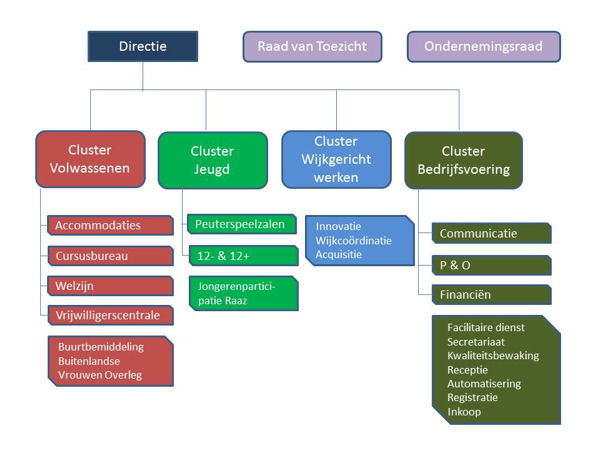 Directie
Raad van Toezicht
Ondernemingsraad
Cluster
Volwassenen
Cluster
Jeugd
Cluster
Wijkgericht
werken
Cluster
Bedrijfsvoering
Accommodaties
Cursusbureau
Welzijn
Vrijwilligerscentrale
Buurtbemiddeling
Buitenlandse
Vrouwen Overleg
Peuterspeelzalen
12- & 12+
Jongerenpartici-
patie Raaz
Innovatie
Wijkcoördinatie
Acquisitie
Communicatie
P & O
Financiën
Facilitaire dienst
Secretariaat
Kwaliteitsbewaking
Receptie
Automatisering
Registratie
Inkoop